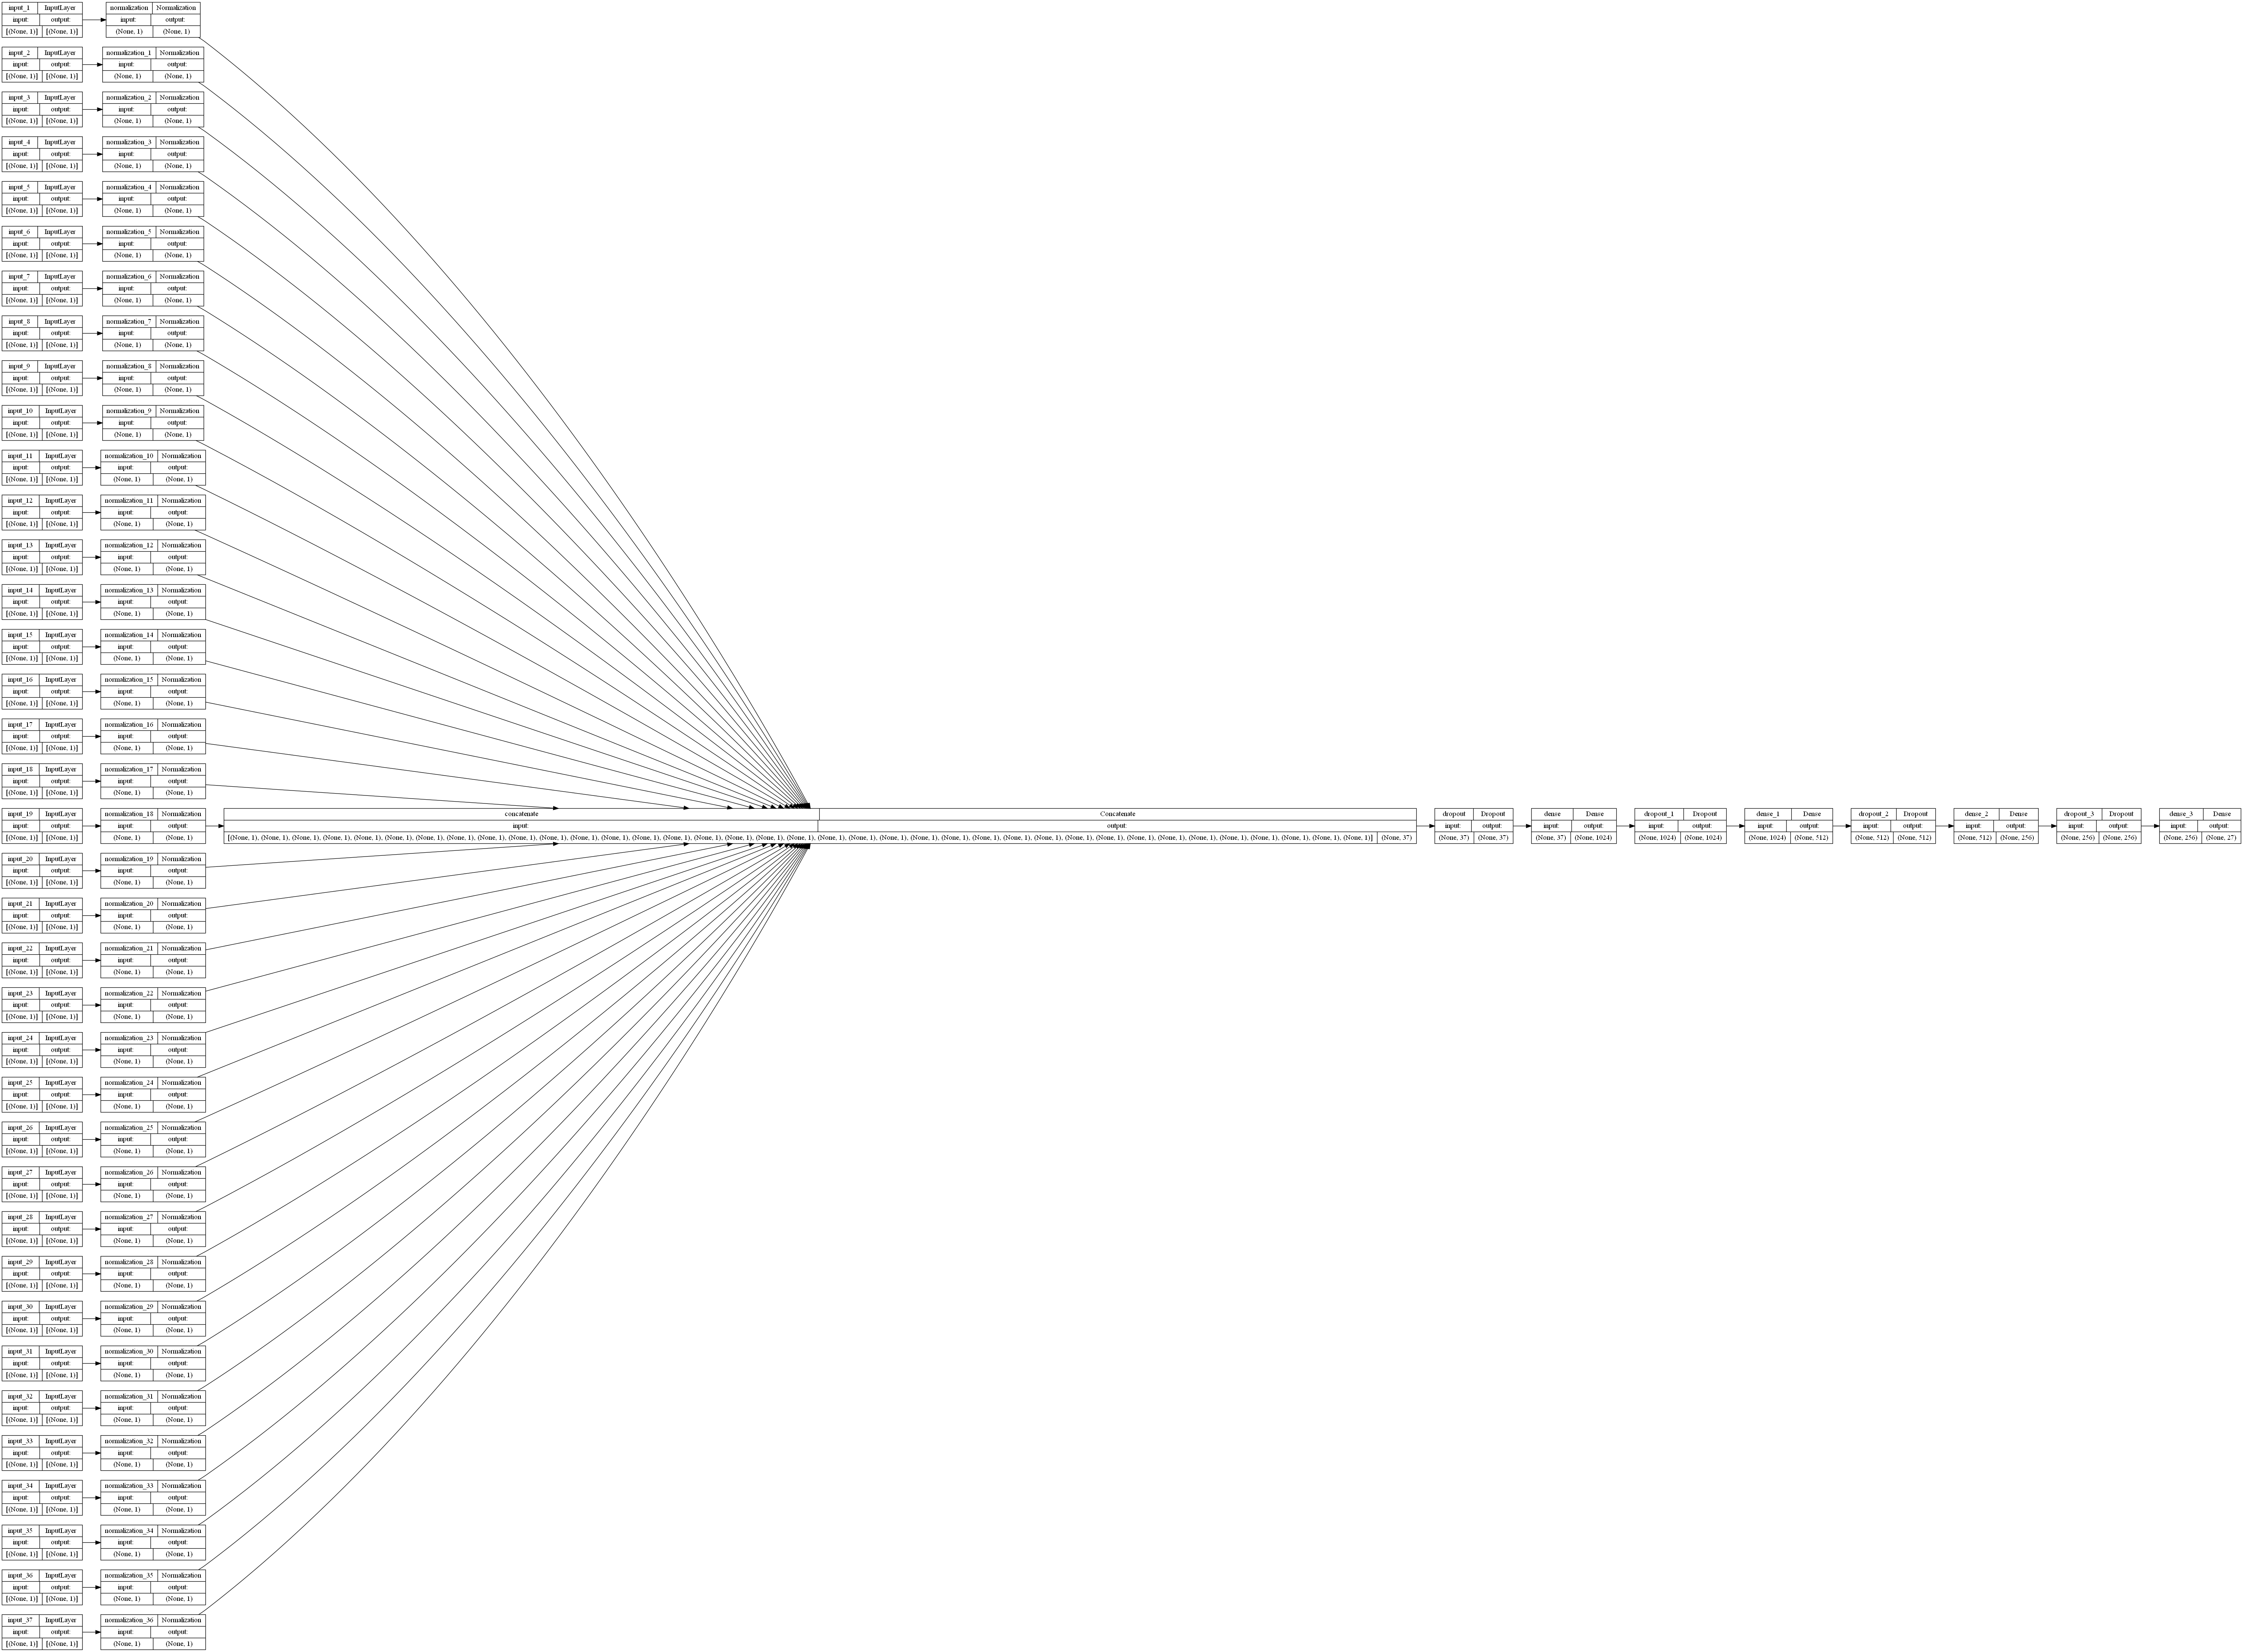 input_1 InputLayer normalization Normalization
input: output: input: output:
[(None, 1)] [(None, 1)] (None, 1) (None, 1)
input_2 InputLayer normalization_1 Normalization
input: output: input: output:
[(None, 1)] [(None, 1)] (None, 1) (None, 1)
input_3 InputLayer normalization_2 Normalization
input: output: input: output:
[(None, 1)] [(None, 1)] (None, 1) (None, 1)
input_4 InputLayer normalization_3 Normalization
input: output: input: output:
[(None, 1)] [(None, 1)] (None, 1) (None, 1)
input_5 InputLayer normalization_4 Normalization
input: output: input: output:
[(None, 1)] [(None, 1)] (None, 1) (None, 1)
input_6 InputLayer normalization_5 Normalization
input: output: input: output:
[(None, 1)] [(None, 1)] (None, 1) (None, 1)
input_7 InputLayer normalization_6 Normalization
input: output: input: output:
[(None, 1)] [(None, 1)] (None, 1) (None, 1)
input_8 InputLayer normalization_7 Normalization
input: output: input: output:
[(None, 1)] [(None, 1)] (None, 1) (None, 1)
input_9 InputLayer normalization_8 Normalization
input: output: input: output:
[(None, 1)] [(None, 1)] (None, 1) (None, 1)
input_10 InputLayer normalization_9 Normalization
input: output: input: output:
[(None, 1)] [(None, 1)] (None, 1) (None, 1)
input_11 InputLayer normalization_10 Normalization
input: output: input: output:
[(None, 1)] [(None, 1)] (None, 1) (None, 1)
input_12 InputLayer normalization_11 Normalization
input: output: input: output:
[(None, 1)] [(None, 1)] (None, 1) (None, 1)
input_13 InputLayer normalization_12 Normalization
input: output: input: output:
[(None, 1)] [(None, 1)] (None, 1) (None, 1)
input_14 InputLayer normalization_13 Normalization
input: output: input: output:
[(None, 1)] [(None, 1)] (None, 1) (None, 1)
input_15 InputLayer normalization_14 Normalization
input: output: input: output:
[(None, 1)] [(None, 1)] (None, 1) (None, 1)
input_16 InputLayer normalization_15 Normalization
input: output: input: output:
[(None, 1)] [(None, 1)] (None, 1) (None, 1)
input_17 InputLayer normalization_16 Normalization
input: output: input: output:
[(None, 1)] [(None, 1)] (None, 1) (None, 1)
input_18 InputLayer normalization_17 Normalization
input: output: input: output:
[(None, 1)] [(None, 1)] (None, 1) (None, 1)
input_19 InputLayer normalization_18 Normalization concatenate Concatenate dropout Dropout dense Dense dropout_1 Dropout dense_1 Dense dropout_2 Dropout dense_2 Dense dropout_3 Dropout dense_3 Dense
input: output: input: output: input: output: input: output: input: output: input: output: input: output: input: output: input: output: input: output: input: output:
[(None, 1)] [(None, 1)] (None, 1) (None, 1) [(None, 1), (None, 1), (None, 1), (None, 1), (None, 1), (None, 1), (None, 1), (None, 1), (None, 1), (None, 1), (None, 1), (None, 1), (None, 1), (None, 1), (None, 1), (None, 1), (None, 1), (None, 1), (None, 1), (None, 1), (None, 1), (None, 1), (None, 1), (None, 1), (None, 1), (None, 1), (None, 1), (None, 1), (None, 1), (None, 1), (None, 1), (None, 1), (None, 1), (None, 1), (None, 1), (None, 1), (None, 1)] (None, 37) (None, 37) (None, 37) (None, 37) (None, 1024) (None, 1024) (None, 1024) (None, 1024) (None, 512) (None, 512) (None, 512) (None, 512) (None, 256) (None, 256) (None, 256) (None, 256) (None, 27)
input_20 InputLayer normalization_19 Normalization
input: output: input: output:
[(None, 1)] [(None, 1)] (None, 1) (None, 1)
input_21 InputLayer normalization_20 Normalization
input: output: input: output:
[(None, 1)] [(None, 1)] (None, 1) (None, 1)
input_22 InputLayer normalization_21 Normalization
input: output: input: output:
[(None, 1)] [(None, 1)] (None, 1) (None, 1)
input_23 InputLayer normalization_22 Normalization
input: output: input: output:
[(None, 1)] [(None, 1)] (None, 1) (None, 1)
input_24 InputLayer normalization_23 Normalization
input: output: input: output:
[(None, 1)] [(None, 1)] (None, 1) (None, 1)
input_25 InputLayer normalization_24 Normalization
input: output: input: output:
[(None, 1)] [(None, 1)] (None, 1) (None, 1)
input_26 InputLayer normalization_25 Normalization
input: output: input: output:
[(None, 1)] [(None, 1)] (None, 1) (None, 1)
input_27 InputLayer normalization_26 Normalization
input: output: input: output:
[(None, 1)] [(None, 1)] (None, 1) (None, 1)
input_28 InputLayer normalization_27 Normalization
input: output: input: output:
[(None, 1)] [(None, 1)] (None, 1) (None, 1)
input_29 InputLayer normalization_28 Normalization
input: output: input: output:
[(None, 1)] [(None, 1)] (None, 1) (None, 1)
input_30 InputLayer normalization_29 Normalization
input: output: input: output:
[(None, 1)] [(None, 1)] (None, 1) (None, 1)
input_31 InputLayer normalization_30 Normalization
input: output: input: output:
[(None, 1)] [(None, 1)] (None, 1) (None, 1)
input_32 InputLayer normalization_31 Normalization
input: output: input: output:
[(None, 1)] [(None, 1)] (None, 1) (None, 1)
input_33 InputLayer normalization_32 Normalization
input: output: input: output:
[(None, 1)] [(None, 1)] (None, 1) (None, 1)
input_34 InputLayer normalization_33 Normalization
input: output: input: output:
[(None, 1)] [(None, 1)] (None, 1) (None, 1)
input_35 InputLayer normalization_34 Normalization
input: output: input: output:
[(None, 1)] [(None, 1)] (None, 1) (None, 1)
input_36 InputLayer normalization_35 Normalization
input: output: input: output:
[(None, 1)] [(None, 1)] (None, 1) (None, 1)
input_37 InputLayer normalization_36 Normalization
input: output: input: output:
[(None, 1)] [(None, 1)] (None, 1) (None, 1)